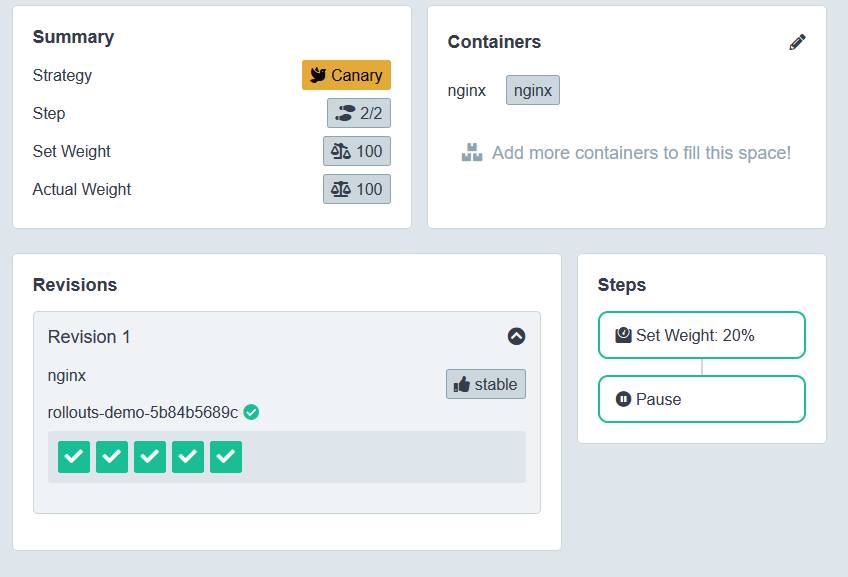 Summary
Strategy
Canary
Step
2/2
Set Weight
100
Actual Weight
100
Containers
nginx
nginx
Add more containers to fill this space!
Revisions
Revision 1
nginx
stable
rollouts-demo-5b84b5689c
Steps
Set Weight: 20%
Pause